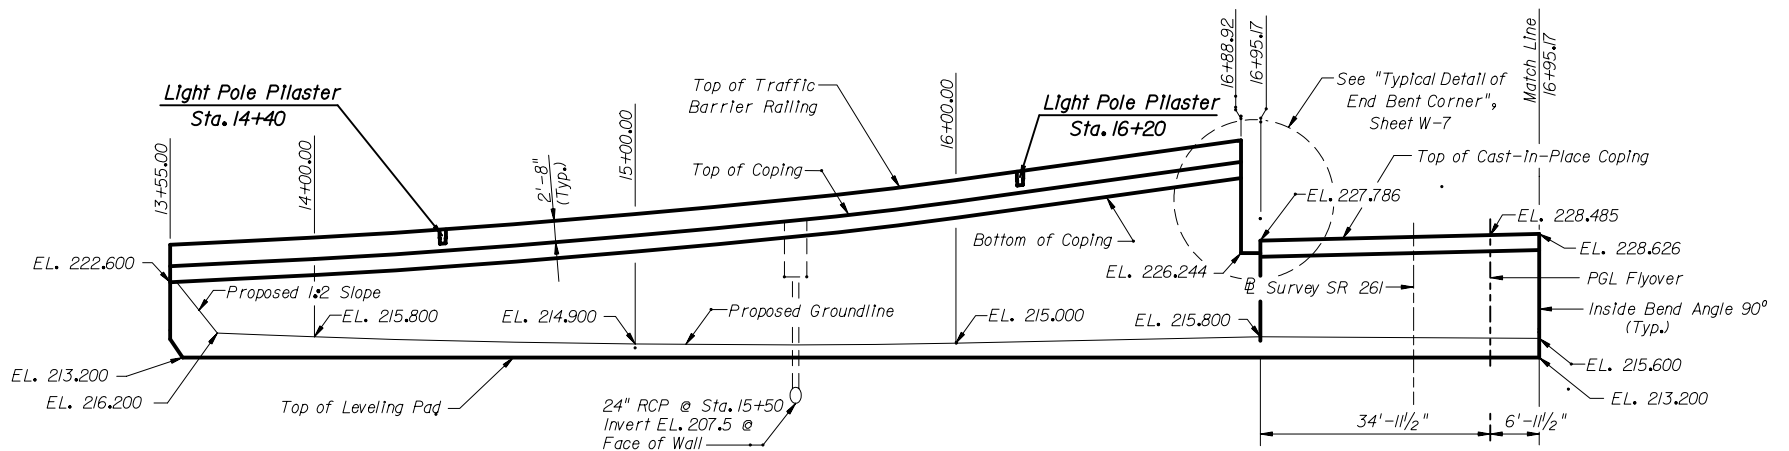 13+55.00
14+00.00
15+00.00
16+00.00
16+88.92
16+95.17
Match Line
16+95.17
Light Pole Pilaster
Sta. 14+40
2'-8"
(Typ.)
Top of Traffic
Barrier Railing
Top of Coping
Light Pole Pilaster
Sta. 16+20
See "Typical Detail of
End Bent Corner",
Sheet W-7
Top of Cast-in-Place Coping
EL. 227.786
EL. 228.485
EL. 228.626
Bottom of Coping
EL. 226.244
PGL Flyover
Survey SR 261
Inside Bend Angle 90°
(Typ.)
EL. 222.600
Proposed 1:2 Slope
EL. 215.800
EL. 214.900
Proposed Groundline
EL. 215.000
EL. 215.800
EL. 215.600
EL. 213.200
EL. 213.200
EL. 216.200
Top of Leveling Pad
24" RCP @ Sta. 15+50
Invert EL. 207.5 @
Face of Wall
34'-11½"
6'-11½"